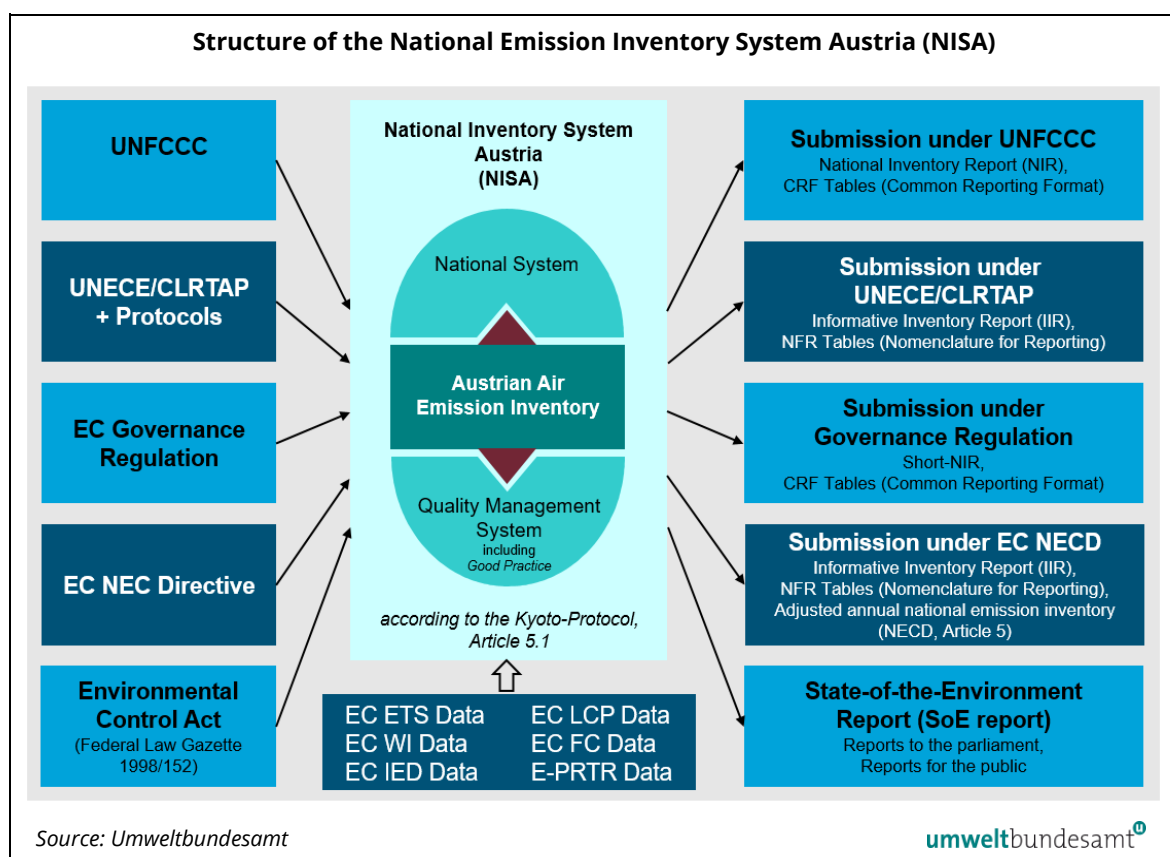 Structure of the National Emission Inventory System Austria (NISA)
UNFCCC
UNECE/CLRTAP
+ Protocols
EC Governance
Regulation
EC NEC Directive
Environmental
Control Act
(Federal Law Gazette
1998/152)
National Inventory System
Austria
(NISA)
National System
Austrian Air
Emission Inventory
Quality Management
System
including
Good Practice
according to the Kyoto-Protocol,
Article 5.1
EC ETS Data
EC WI Data
EC IED Data
EC LCP Data
EC FC Data
E-PRTR Data
Submission under UNFCCC
National Inventory Report (NIR),
CRF Tables (Common Reporting Format)
Submission under
UNECE/CLRTAP
Informative Inventory Report (IIR),
NFR Tables (Nomenclature for Reporting)
Submission under
Governance Regulation
Short-NIR,
CRF Tables (Common Reporting Format)
Submission under EC NECD
Informative Inventory Report (IIR),
NFR Tables (Nomenclature for Reporting),
Adjusted annual national emission inventory
(NECD, Article 5)
State-of-the-Environment
Report (SoE report)
Reports to the parliament,
Reports for the public
Source: Umweltbundesamt
umweltbundesamt u